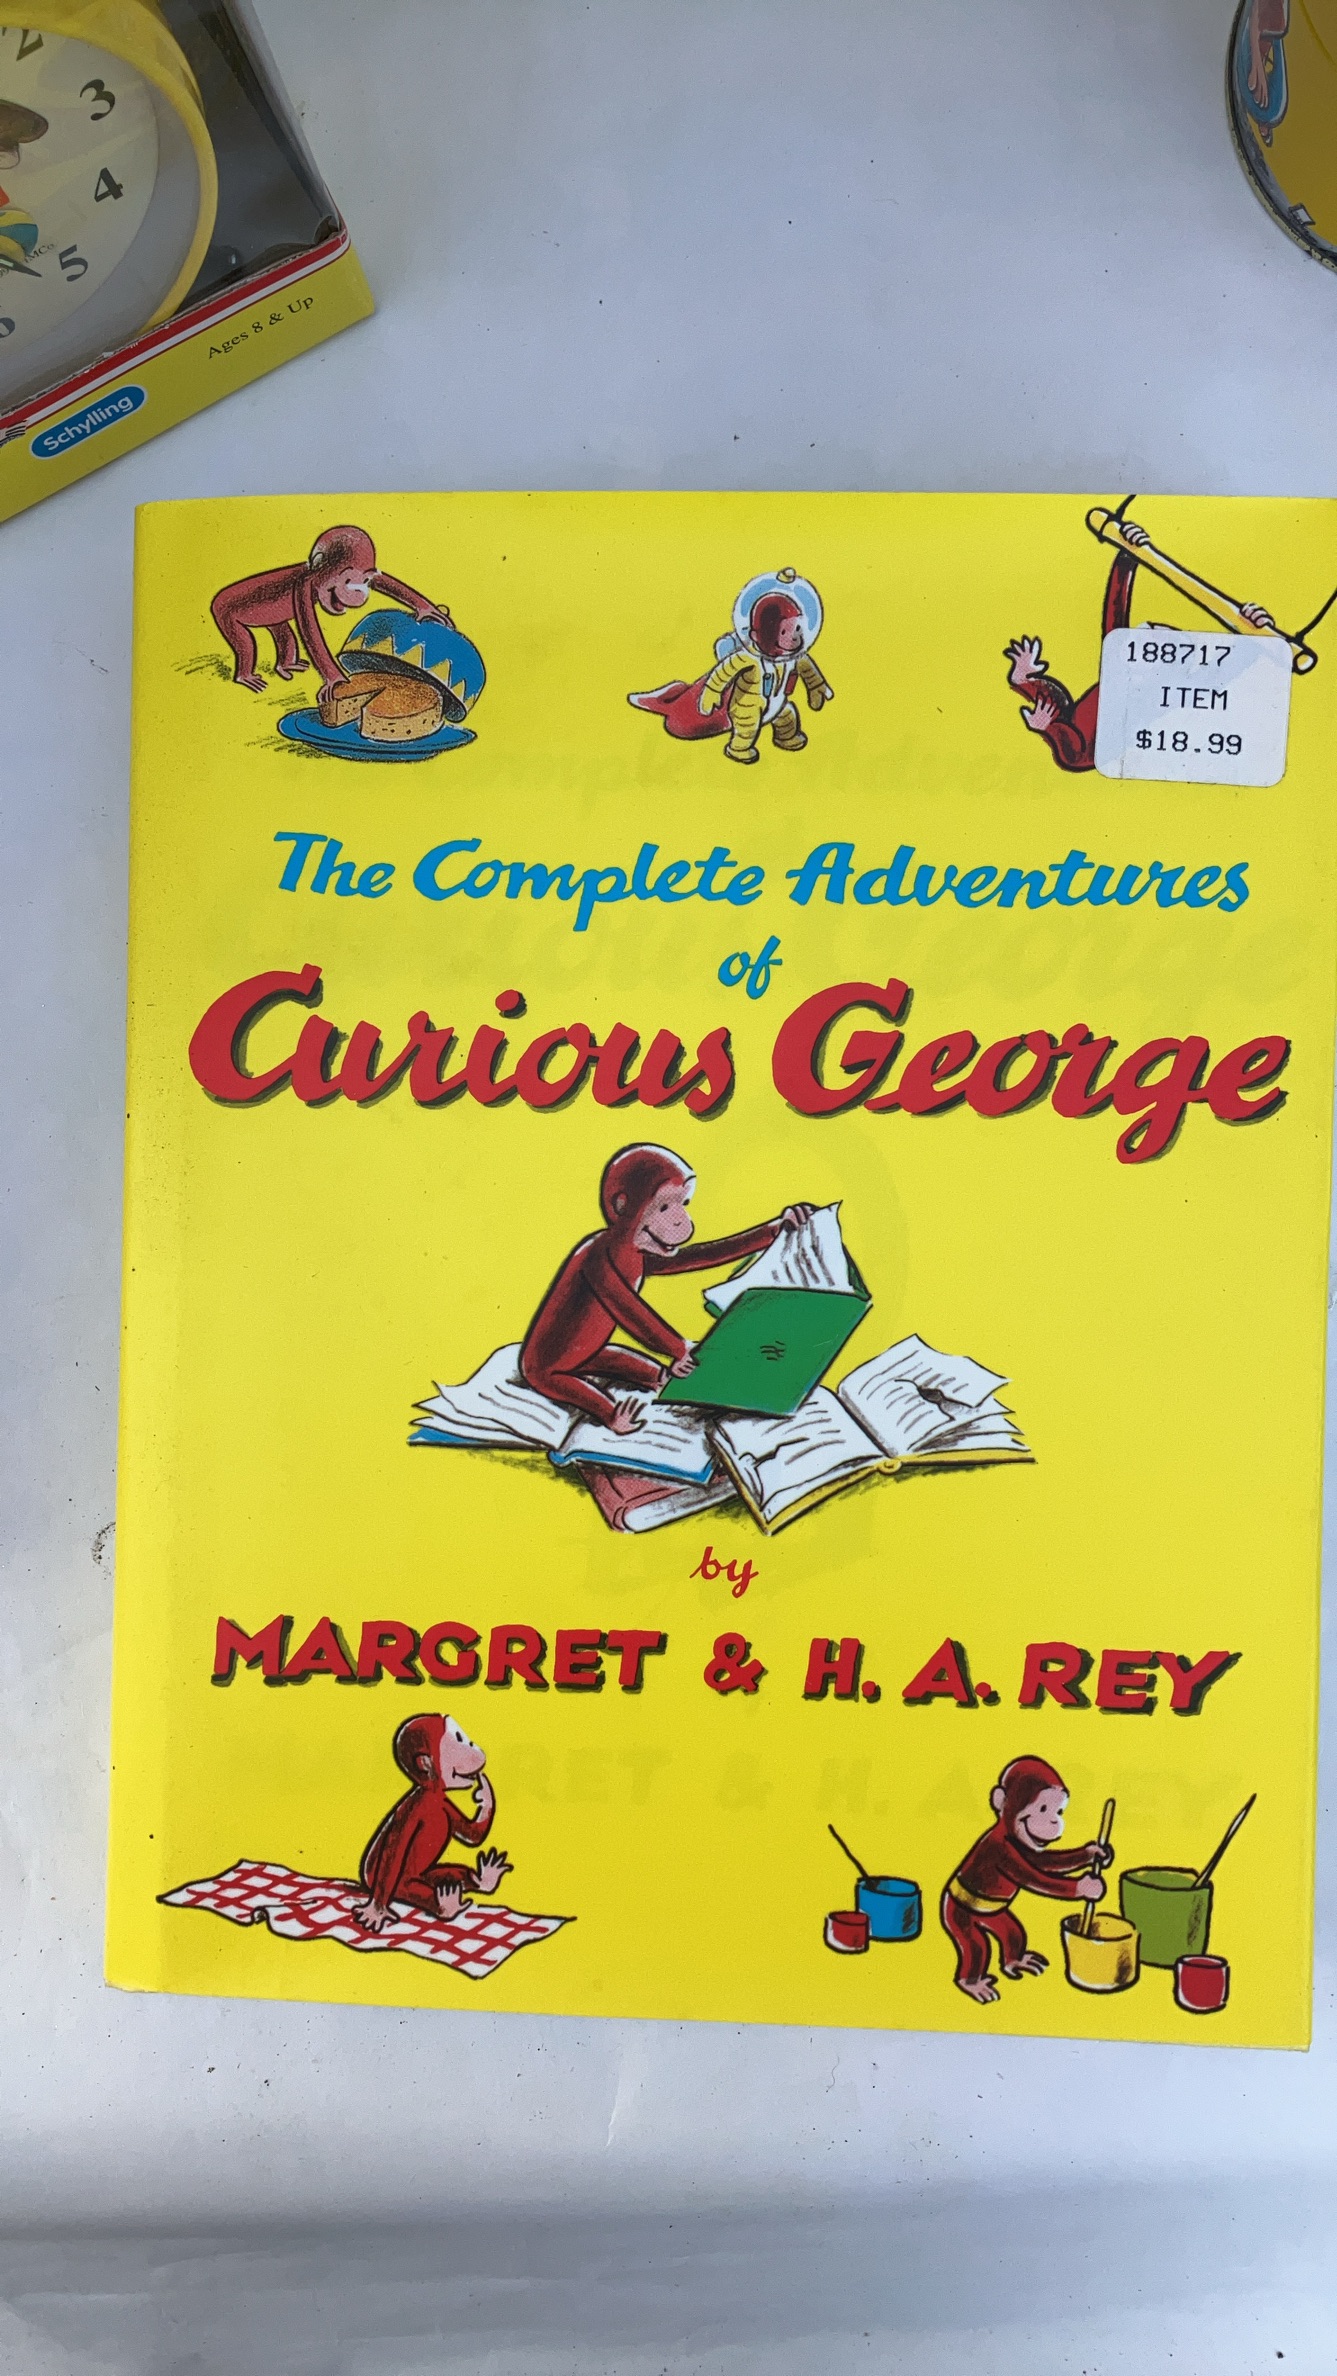 2
3
4
5
Ages 8 & Up
Schylling
188717
ITEM
$18.99
The Complete Adventures
of
Curious George
by
MARGRET & H. A. REY